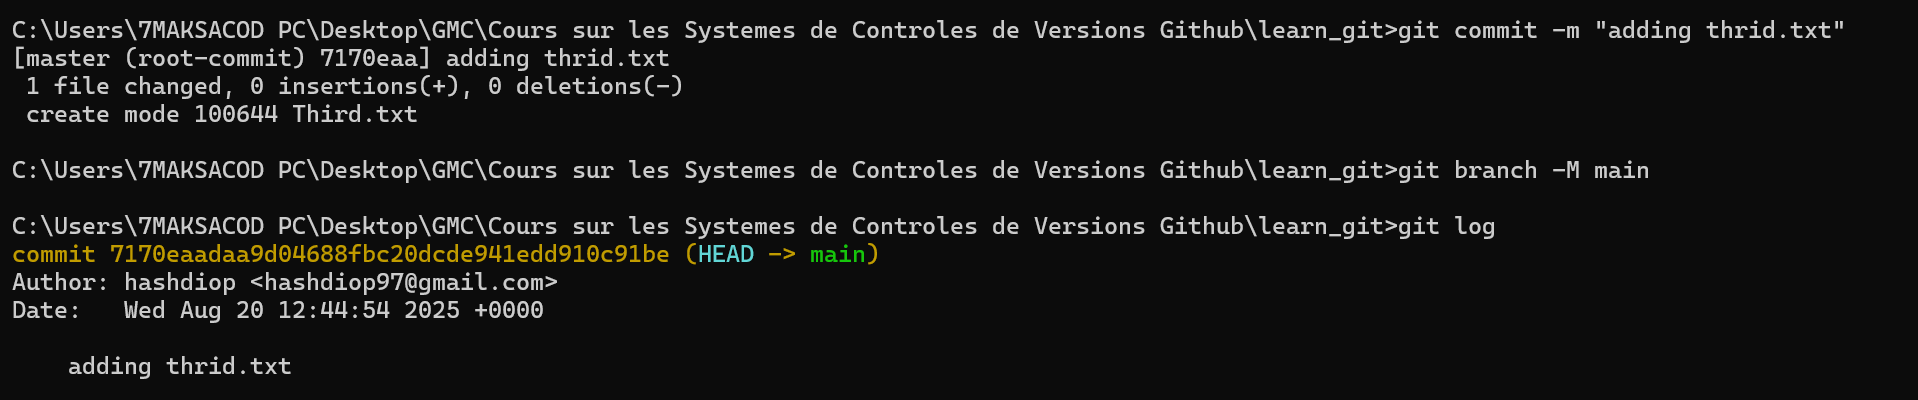 C:\Users\7MAKSACOD PC\Desktop\GMC\Cours sur les Systemes de Controles de Versions Github\learn_git>git commit -m "adding thrid.txt"
[master (root-commit) 7170eaa] adding thrid.txt
 1 file changed, 0 insertions(+), 0 deletions(-)
 create mode 100644 Third.txt
C:\Users\7MAKSACOD PC\Desktop\GMC\Cours sur les Systemes de Controles de Versions Github\learn_git>git branch -M main
C:\Users\7MAKSACOD PC\Desktop\GMC\Cours sur les Systemes de Controles de Versions Github\learn_git>git log
commit 7170eaadaa9d04688fbc20dcde941edd910c91be (HEAD -> main)
Author: hashdiop <hashdiop97@gmail.com>
Date:   Wed Aug 20 12:44:54 2025 +0000
    adding thrid.txt